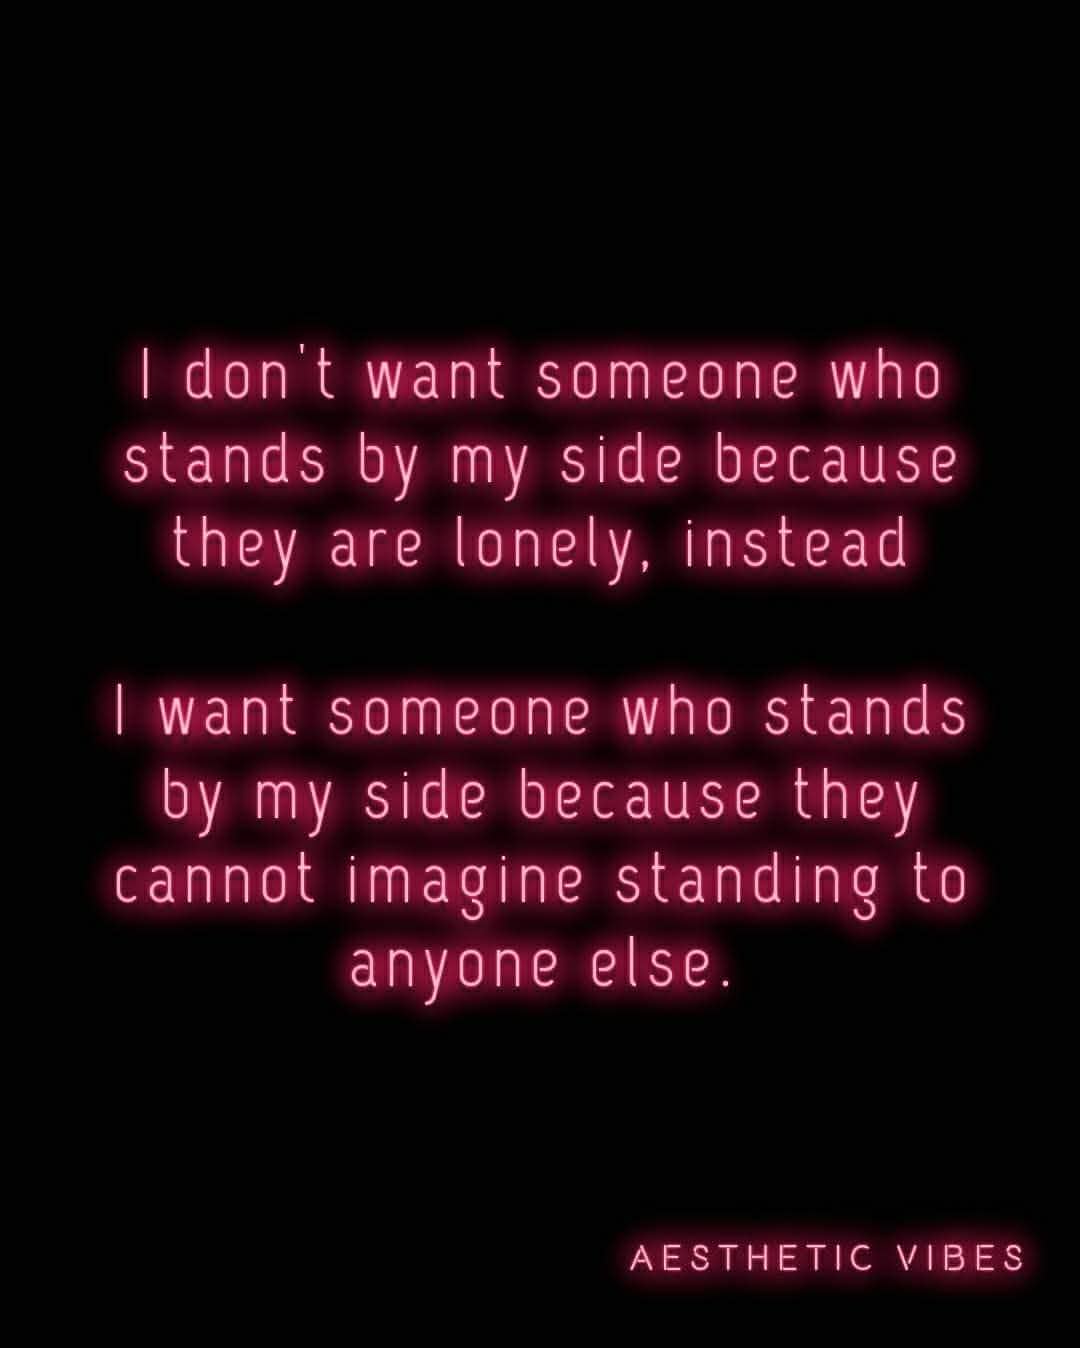 I don't want someone who
stands by my side because
they are lonely, instead
I want someone who stands
by my side because they
cannot imagine standing to
anyone else.
AESTHETIC VIBES